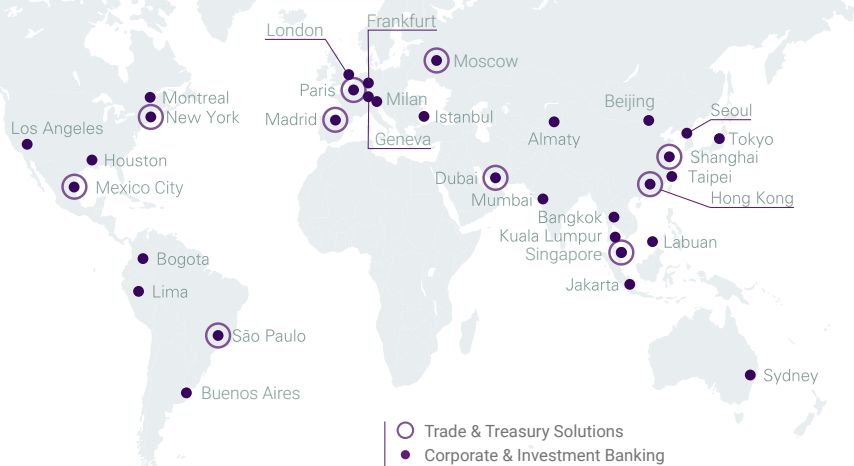 Frankfurt
London
Moscow
Paris
Montreal
Milan
Beijing
New York
Madrid
Istanbul
Seoul
Los Angeles
Geneva
Almaty
Tokyo
Houston
Shanghai
Mexico City
Dubai
Taipei
Mumbai
Hong Kong
Bangkok
Kuala Lumpur
Labuan
Singapore
Bogota
Jakarta
Lima
São Paulo
Sydney
Buenos Aires
Trade & Treasury Solutions
Corporate & Investment Banking